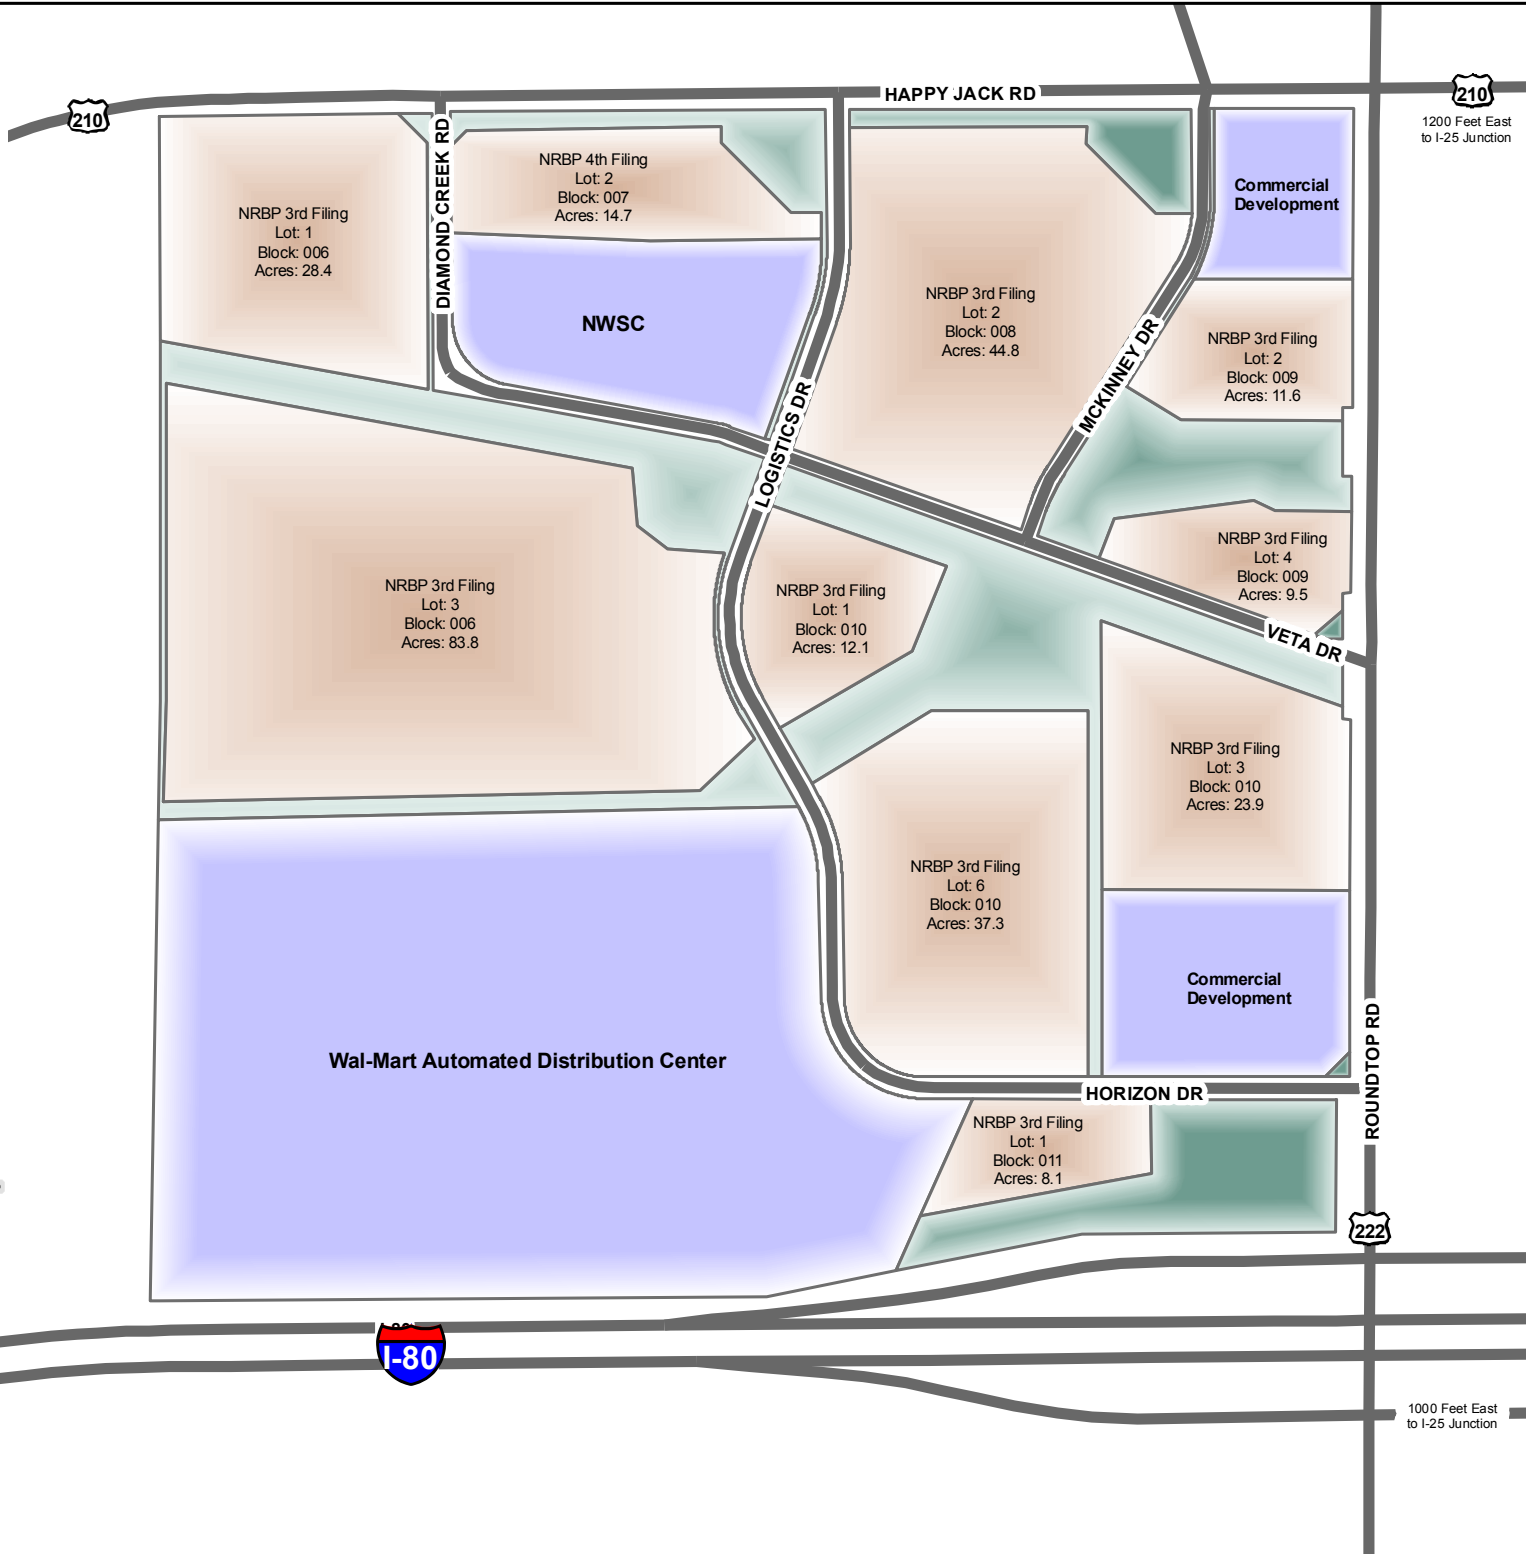 HAPPY JACK RD
210
210
1200 Feet East
to I-25 Junction
DIAMOND CREEK RD
NRBP 4th Filing
Lot: 2
Block: 007
Acres: 14.7
Commercial
Development
NRBP 3rd Filing
Lot: 1
Block: 006
Acres: 28.4
NWSC
NRBP 3rd Filing
Lot: 2
Block: 008
Acres: 44.8
MCKINNEY DR
NRBP 3rd Filing
Lot: 2
Block: 009
Acres: 11.6
LOGISTICS DR
NRBP 3rd Filing
Lot: 4
Block: 009
Acres: 9.5
NRBP 3rd Filing
Lot: 3
Block: 006
Acres: 83.8
NRBP 3rd Filing
Lot: 1
Block: 010
Acres: 12.1
VETA DR
NRBP 3rd Filing
Lot: 3
Block: 010
Acres: 23.9
NRBP 3rd Filing
Lot: 6
Block: 010
Acres: 37.3
Commercial
Development
Wal-Mart Automated Distribution Center
ROUNDTOP RD
HORIZON DR
NRBP 3rd Filing
Lot: 1
Block: 011
Acres: 8.1
222
I-80
1000 Feet East
to I-25 Junction